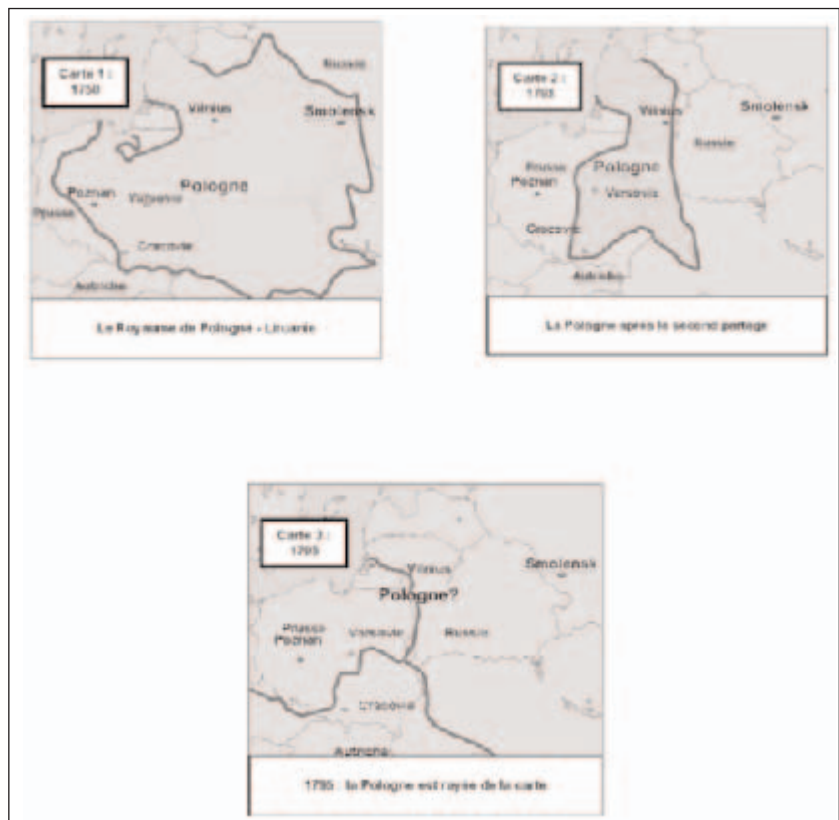 Carte 1 :
1750
Russie
Vilnius
Smolensk
Pologne
Poznan
Varsovie
Prusse
Cracovie
Autriche
Le Royaume de Pologne - Lituanie
Carte 2 :
1793
Vilnius
Smolensk
Russie
Prusse
Pologne
Poznan
Varsovie
Cracovie
Autriche
La Pologne après le second partage
Carte 3 :
1795
Vilnius
Smolensk
Pologne?
Prusse
Varsovie
Russie
Poznan
Cracovie
Autriche
1795 : la Pologne est rayée de la carte